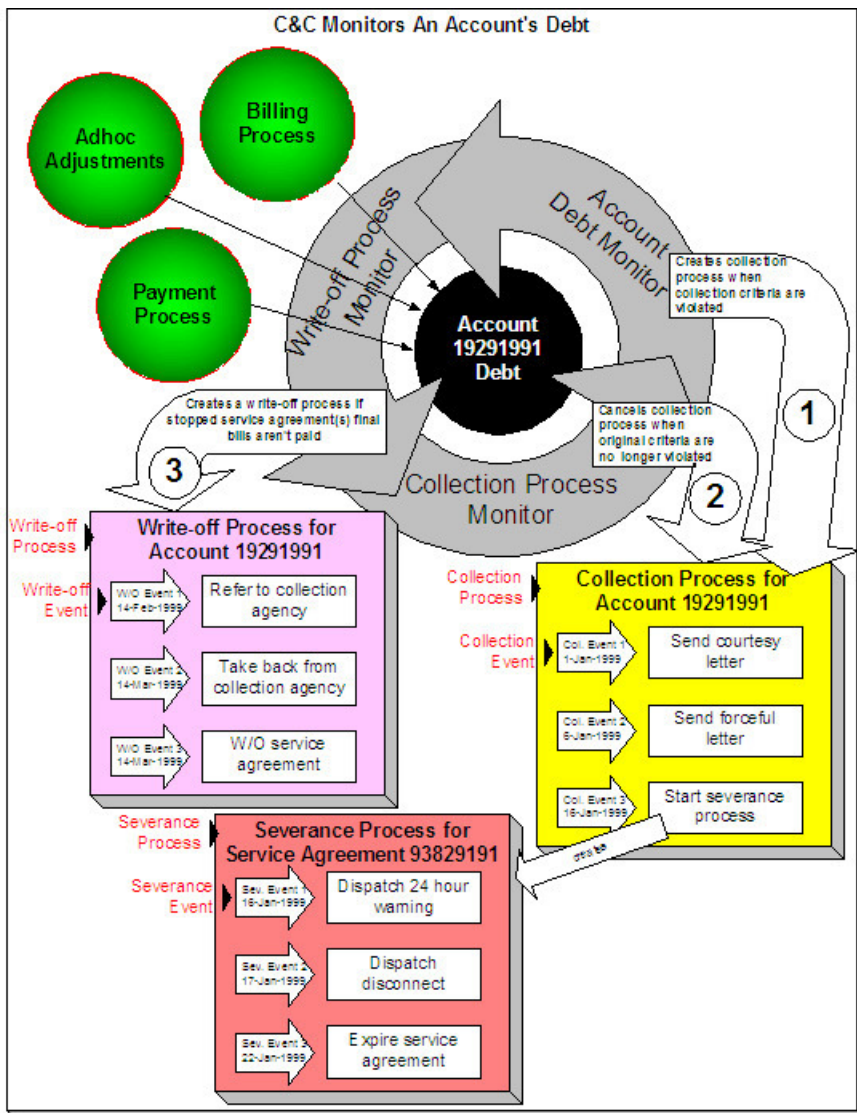 C&C Monitors An Account's Debt
Billing
Process
Adhoc
Adjustments
Payment
Process
Write-off Process
Monitor
Account
Debt Monitor
Collection Process
Monitor
Account
19291991
Debt
Creates collection
process when
collection criteria are
violated
1
Cancels collection
process when
original criteria are
no longer violated
2
Creates a write-off process if
stopped service agreement(s) final
bills aren't paid
3
Write-off
Process
Write-off Process for
Account 19291991
Write-off
Event
W/O Event 1
14-Feb-1999
Refer to collection
agency
W/O Event 2
14-Mar-1999
Take back from
collection agency
W/O Event 3
14-Mar-1999
W/O service
agreement
Collection
Process
Collection Process for
Account 19291991
Collection
Event
Col. Event 1
1-Jan-1999
Send courtesy
letter
Col. Event 2
6-Jan-1999
Send forceful
letter
Col. Event 3
16-Jan-1999
Start severance
process
creates
Severance
Process
Severance Process for
Service Agreement 93829191
Severance
Event
Sev. Event 1
16-Jan-1999
Dispatch 24 hour
warning
Sev. Event 2
17-Jan-1999
Dispatch
disconnect
Sev. Event 3
22-Jan-1999
Expire service
agreement